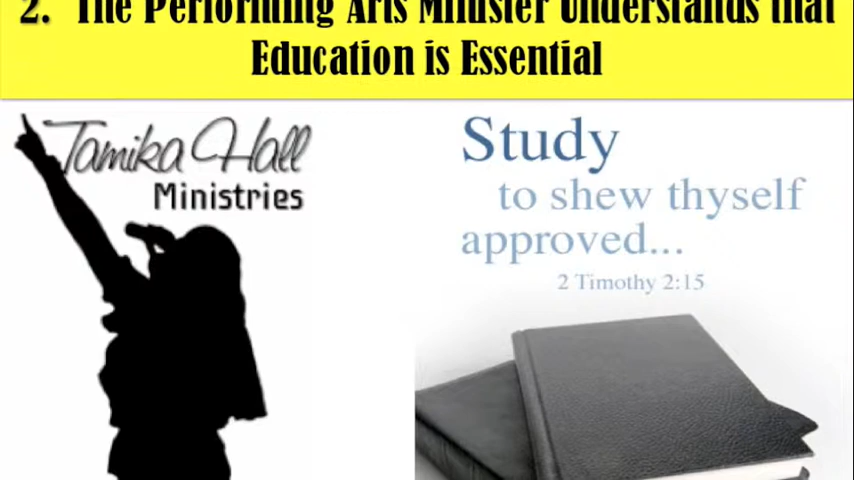 2. The Performing Arts Minister Understands that
Education is Essential
Tamika Hall
Ministries
Study
to shew thyself
approved...
2 Timothy 2:15